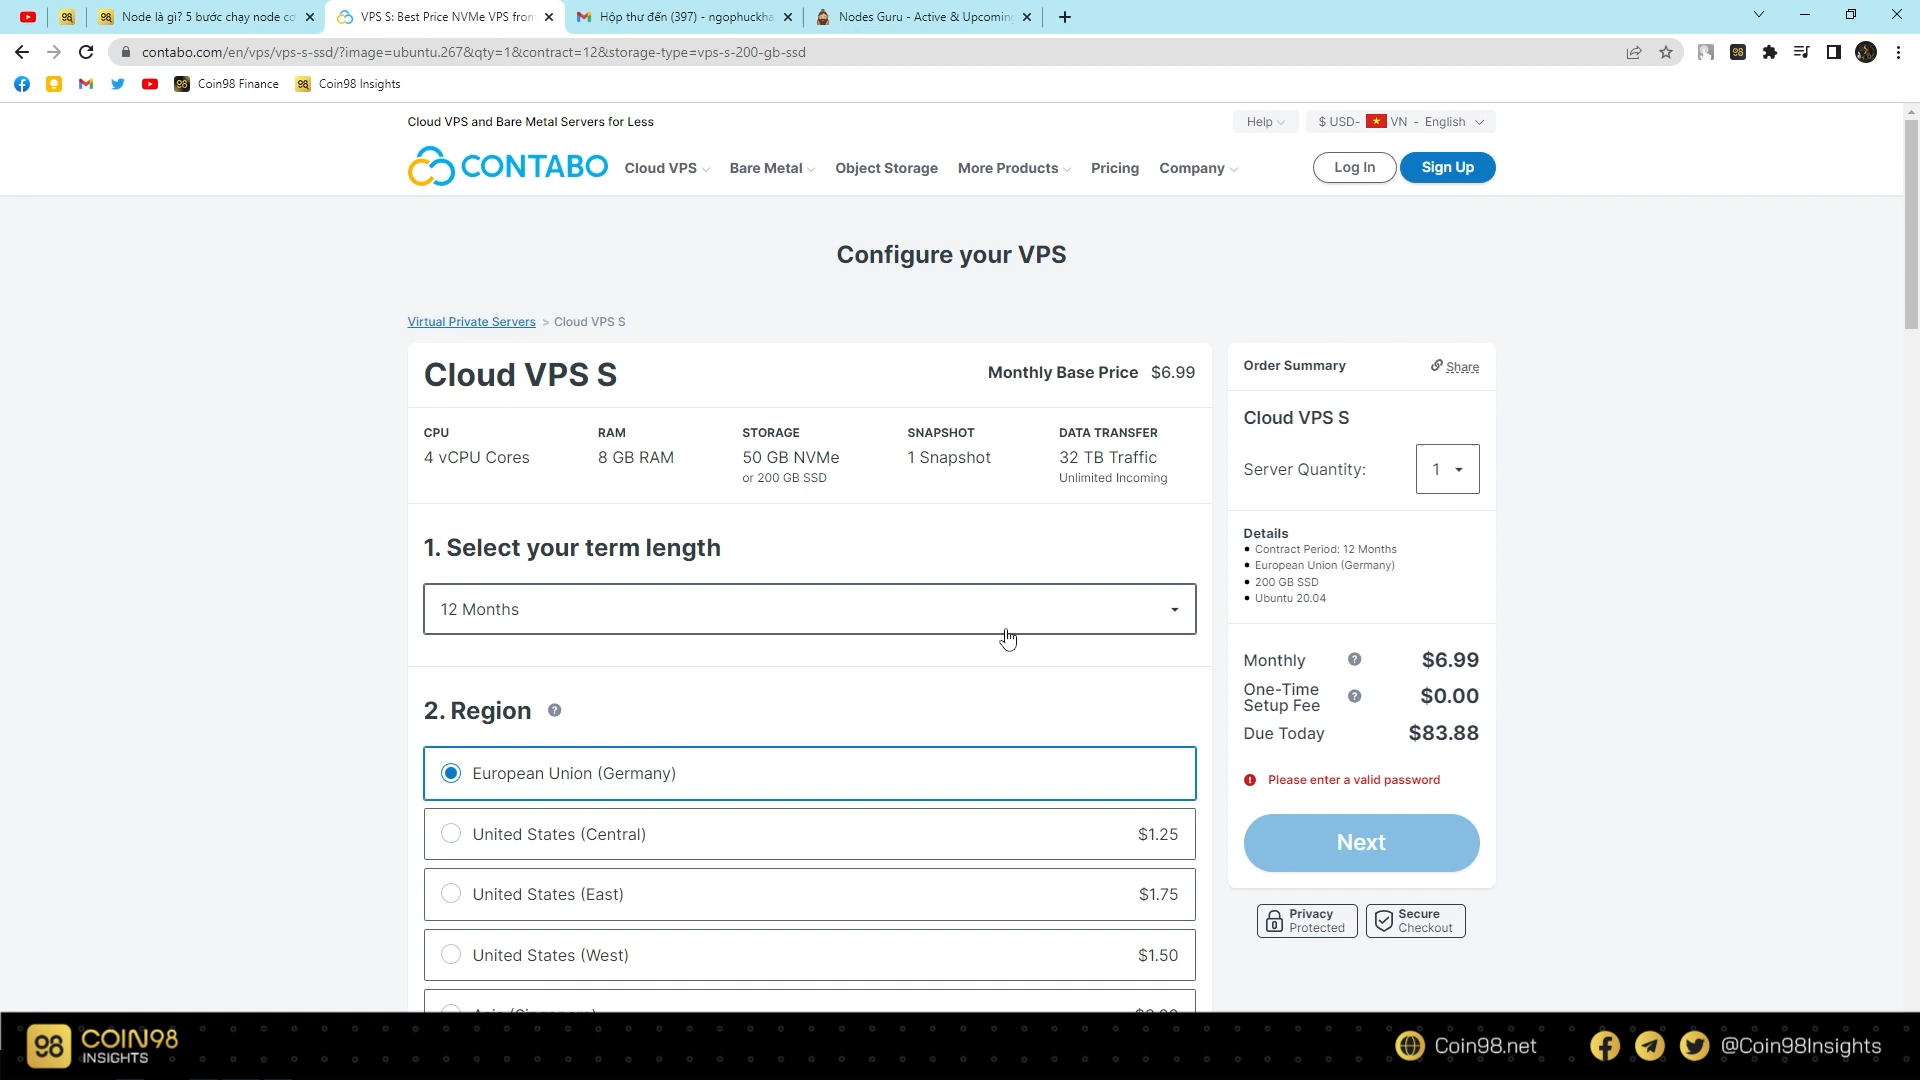 Node là gì? 5 bước chạy node cơ
VPS S: Best Price NVMe VPS from
Hộp thư đến (397) - ngophuckha
Nodes Guru - Active & Upcoming
contabo.com/en/vps/vps-s-ssd/?image=ubuntu.267&qty=1&contract=12&storage-type=vps-s-200-gb-ssd
Coin98 Finance
Coin98 Insights
Cloud VPS and Bare Metal Servers for Less
Help
$ USD- VN - English
CONTABO
Cloud VPS
Bare Metal
Object Storage
More Products
Pricing
Company
Log In
Sign Up
Configure your VPS
Virtual Private Servers > Cloud VPS S
Cloud VPS S
Monthly Base Price $6.99
CPU
4 vCPU Cores
RAM
8 GB RAM
STORAGE
50 GB NVMe
or 200 GB SSD
SNAPSHOT
1 Snapshot
DATA TRANSFER
32 TB Traffic
Unlimited Incoming
1. Select your term length
12 Months
2. Region
European Union (Germany)
United States (Central) $1.25
United States (East) $1.75
United States (West) $1.50
Order Summary
Share
Cloud VPS S
Server Quantity: 1
Details
Contract Period: 12 Months
European Union (Germany)
200 GB SSD
Ubuntu 20.04
Monthly $6.99
One-Time
Setup Fee $0.00
Due Today $83.88
Please enter a valid password
Next
Privacy
Protected
Secure
Checkout
98
COIN98
INSIGHTS
Coin98.net
@Coin98Insights